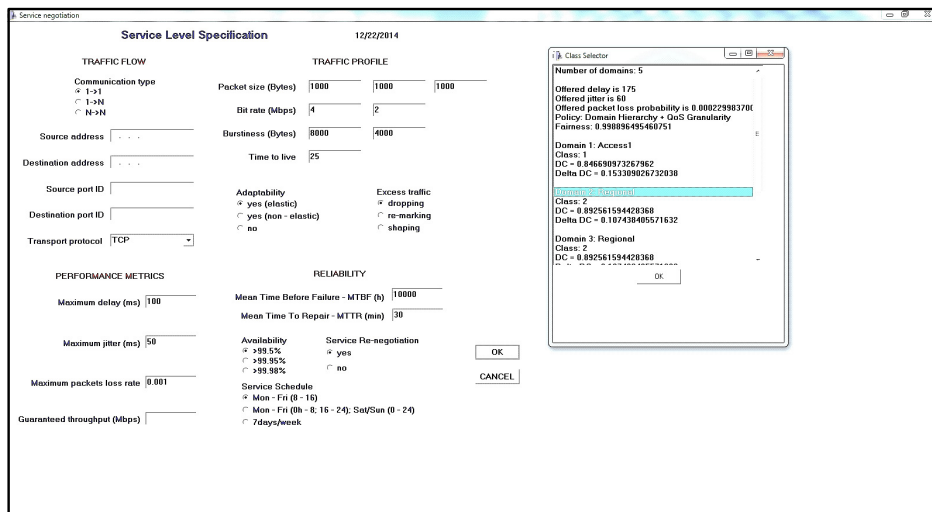 Service negotiation
Service Level Specification 12/22/2014
TRAFFIC FLOW
Communication type
1->1
1->N
N->N
Source address . . .
Destination address . . .
Source port ID
Destination port ID
Transport protocol TCP
TRAFFIC PROFILE
Packet size (Bytes) 1000 1000 1000
Bit rate (Mbps) 4 2
Burstiness (Bytes) 8000 4000
Time to live 25
Adaptability
yes (elastic)
yes (non - elastic)
no
Excess traffic
dropping
re-marking
shaping
PERFORMANCE METRICS
Maximum delay (ms) 100
Maximum jitter (ms) 50
Maximum packets loss rate 0.001
Guaranteed throughput (Mbps)
RELIABILITY
Mean Time Before Failure - MTBF (h) 10000
Mean Time To Repair - MTTR (min) 30
Availability
>99.5%
>99.95%
>99.98%
Service Re-negotiation
yes
no
Service Schedule
Mon - Fri (8 - 16)
Mon - Fri (0h - 8; 16 - 24); Sat/Sun (0 - 24)
7days/week
OK
CANCEL
Class Selector
Number of domains: 5
Offered delay is 175
Offered jitter is 60
Offered packet loss probability is 0.00022998370
Policy: Domain Hierarchy + QoS Granularity
Fairness: 0.998896495460751
Domain 1: Access1
Class: 1
DC = 0.846690973267962
Delta DC = 0.153309026732038
Domain 2: Regional
Class: 2
DC = 0.892561594428368
Delta DC = 0.107438405571632
Domain 3: Regional
Class: 2
DC = 0.892561594428368
OK